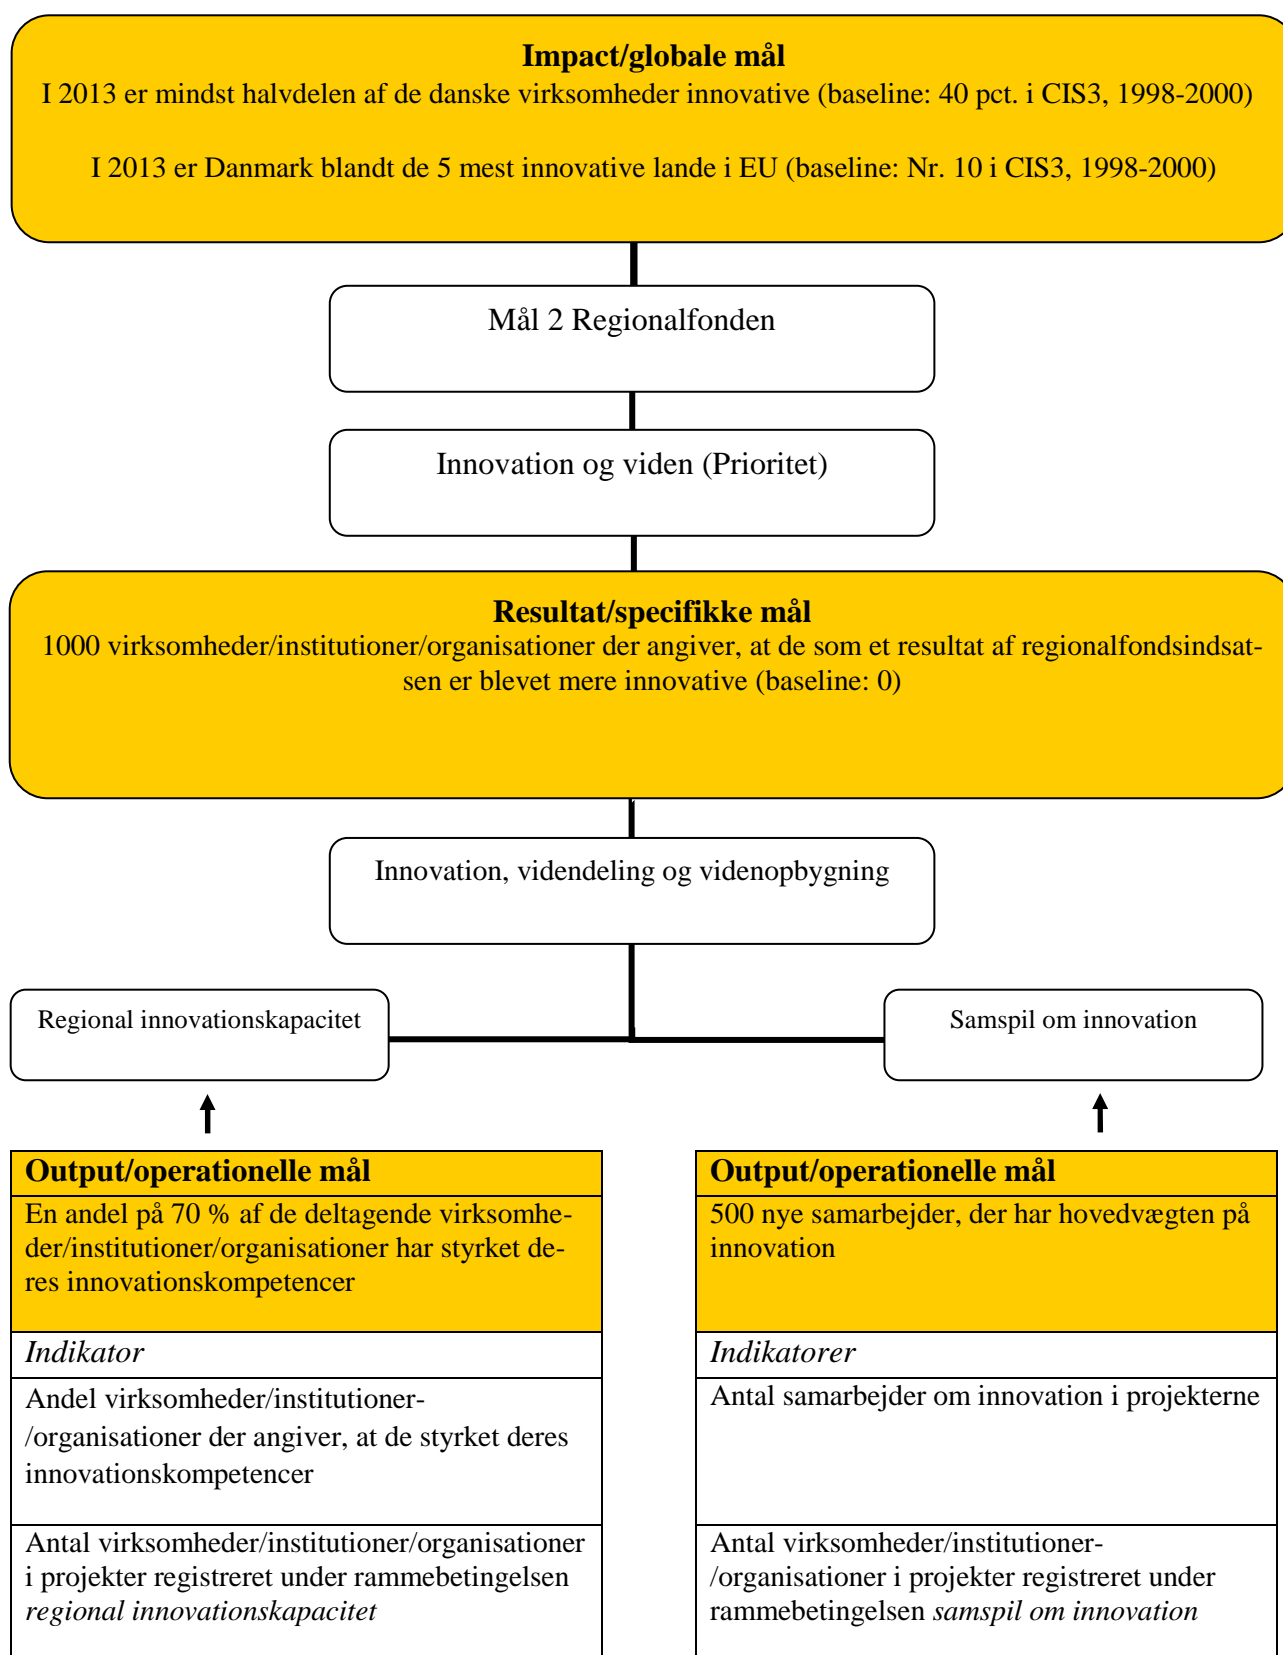 Impact/globale mål
I 2013 er mindst halvdelen af de danske virksomheder innovative (baseline: 40 pct. i CIS3, 1998-2000)
I 2013 er Danmark blandt de 5 mest innovative lande i EU (baseline: Nr. 10 i CIS3, 1998-2000)
Mål 2 Regionalfonden
Innovation og viden (Prioritet)
Resultat/specifikke mål
1000 virksomheder/institutioner/organisationer der angiver, at de som et resultat af regionalfondsindsat-
sen er blevet mere innovative (baseline: 0)
Innovation, videndeling og videnopbygning
Regional innovationskapacitet
Samspil om innovation
Output/operationelle mål
En andel på 70 % af de deltagende virksomhe-
der/institutioner/organisationer har styrket de-
res innovationskompetencer
Indikator
Andel virksomheder/institutioner-
/organisationer der angiver, at de styrket deres
innovationskompetencer
Antal virksomheder/institutioner/organisationer
i projekter registreret under rammebetingelsen
regional innovationskapacitet
Output/operationelle mål
500 nye samarbejder, der har hovedvægten på
innovation
Indikatorer
Antal samarbejder om innovation i projekterne
Antal virksomheder/institutioner-
/organisationer i projekter registreret under
rammebetingelsen samspil om innovation